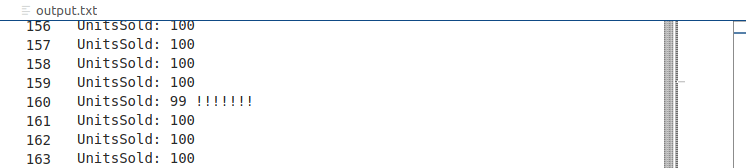 output.txt
156 UnitsSold: 100
157 UnitsSold: 100
158 UnitsSold: 100
159 UnitsSold: 100
160 UnitsSold: 99 !!!!!!!
161 UnitsSold: 100
162 UnitsSold: 100
163 UnitsSold: 100